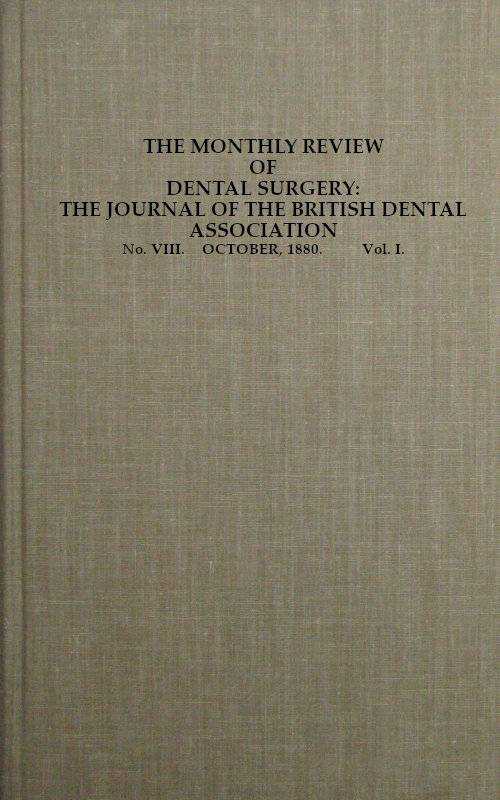 THE MONTHLY REVIEW
OF
DENTAL SURGERY:
THE JOURNAL OF THE BRITISH DENTAL
ASSOCIATION
No. VIII. OCTOBER, 1880. Vol. I.